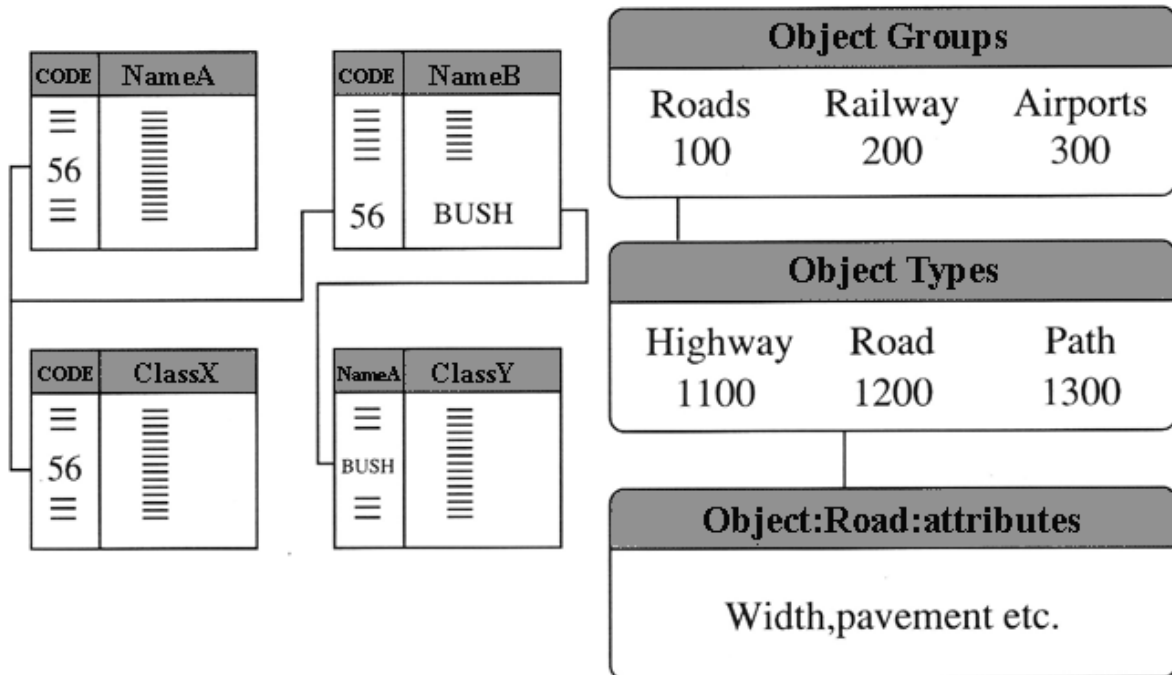 CODE NameA
56
CODE NameB
56 BUSH
CODE ClassX
56
NameA ClassY
BUSH
Object Groups
Roads Railway Airports
100 200 300
Object Types
Highway Road Path
1100 1200 1300
Object:Road:attributes
Width,pavement etc.